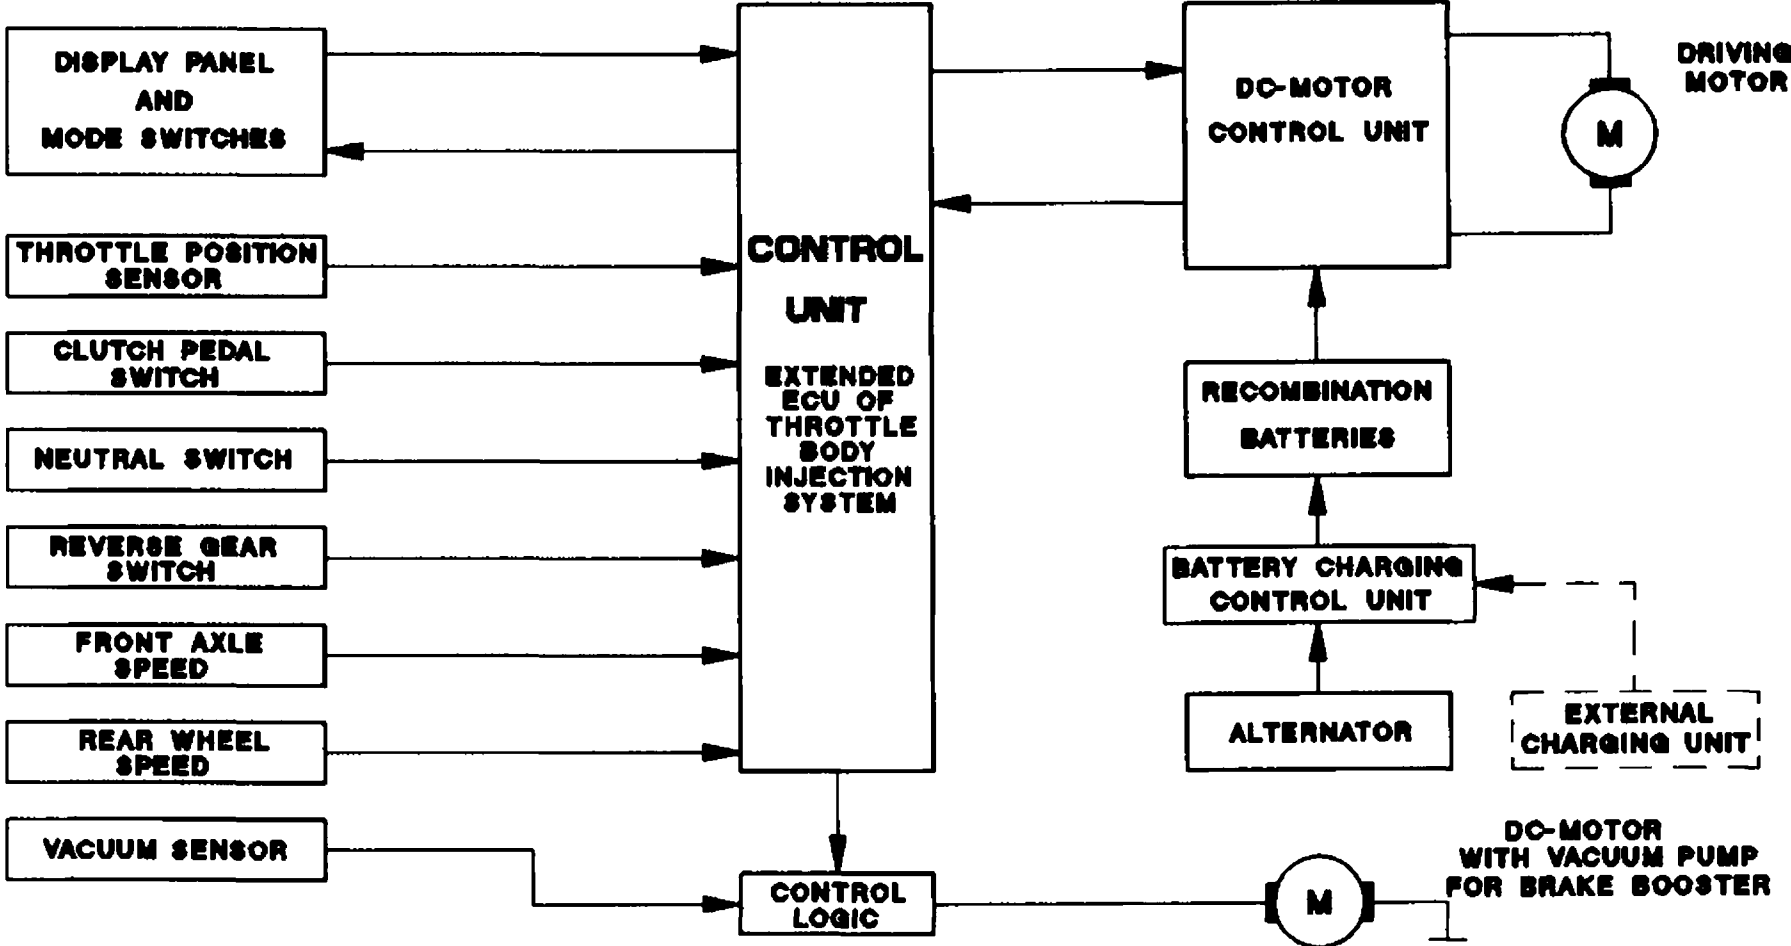 DISPLAY PANEL
AND
MODE SWITCHES
THROTTLE POSITION
SENSOR
CLUTCH PEDAL
SWITCH
NEUTRAL SWITCH
REVERSE GEAR
SWITCH
FRONT AXLE
SPEED
REAR WHEEL
SPEED
VACUUM SENSOR
CONTROL
UNIT
EXTENDED
ECU OF
THROTTLE
BODY
INJECTION
SYSTEM
CONTROL
LOGIC
DC-MOTOR
CONTROL UNIT
DRIVING
MOTOR
M
RECOMBINATION
BATTERIES
BATTERY CHARGING
CONTROL UNIT
ALTERNATOR
EXTERNAL
CHARGING UNIT
DC-MOTOR
WITH VACUUM PUMP
FOR BRAKE BOOSTER
M